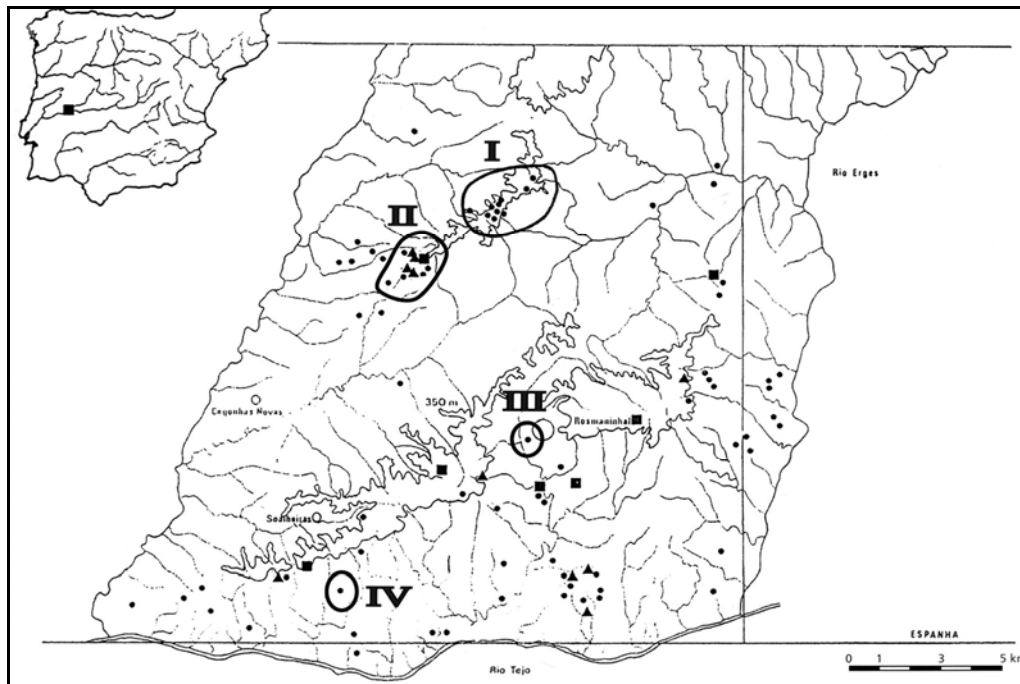 I
Rio Erges
II
350 m
III
Cegonhas Novas
Rosmaninhal
Soalheiras
IV
ESPANHA
Rio Tejo
0 1 3 5 km